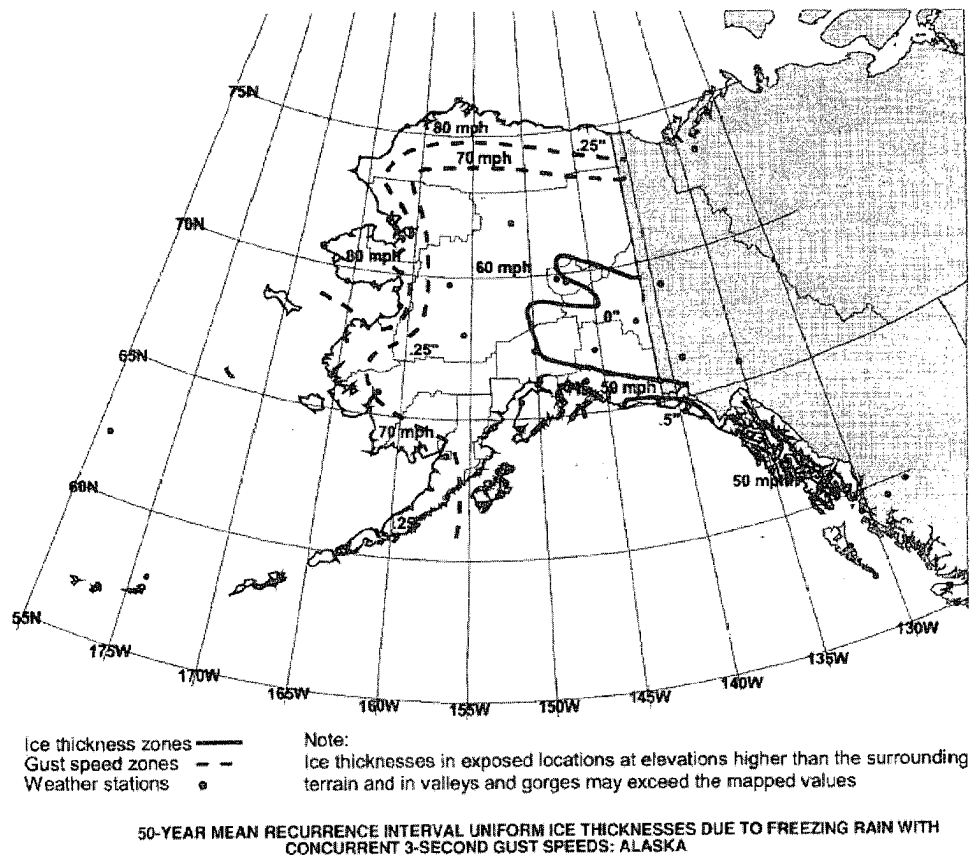 75N
80 mph
.25"
70 mph
70N
80 mph
60 mph
.0"
.25"
65N
50 mph
.5"
70 mph
50 mph
60N
.25
55N
175W
170W
165W
160W
155W
150W
145W
140W
135W
130W
Ice thickness zones
Gust speed zones
Weather stations
Note:
Ice thicknesses in exposed locations at elevations higher than the surrounding
terrain and in valleys and gorges may exceed the mapped values
50-YEAR MEAN RECURRENCE INTERVAL UNIFORM ICE THICKNESSES DUE TO FREEZING RAIN WITH
CONCURRENT 3-SECOND GUST SPEEDS: ALASKA